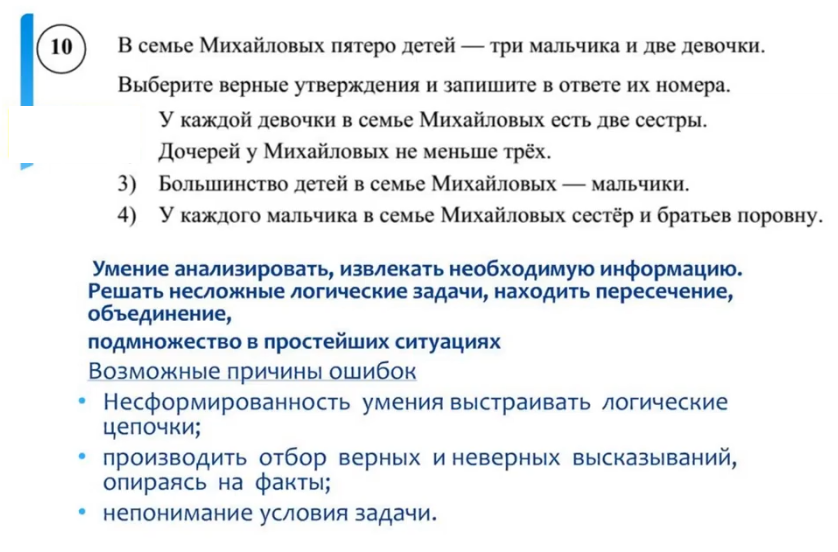 10
В семье Михайловых пятеро детей — три мальчика и две девочки.
Выберите верные утверждения и запишите в ответе их номера.
У каждой девочки в семье Михайловых есть две сестры.
Дочерей у Михайловых не меньше трёх.
3) Большинство детей в семье Михайловых — мальчики.
4) У каждого мальчика в семье Михайловых сестёр и братьев поровну.
Умение анализировать, извлекать необходимую информацию.
Решать несложные логические задачи, находить пересечение,
объединение,
подмножество в простейших ситуациях
Возможные причины ошибок
• Несформированность умения выстраивать логические
цепочки;
• производить отбор верных и неверных высказываний,
опираясь на факты;
• непонимание условия задачи.